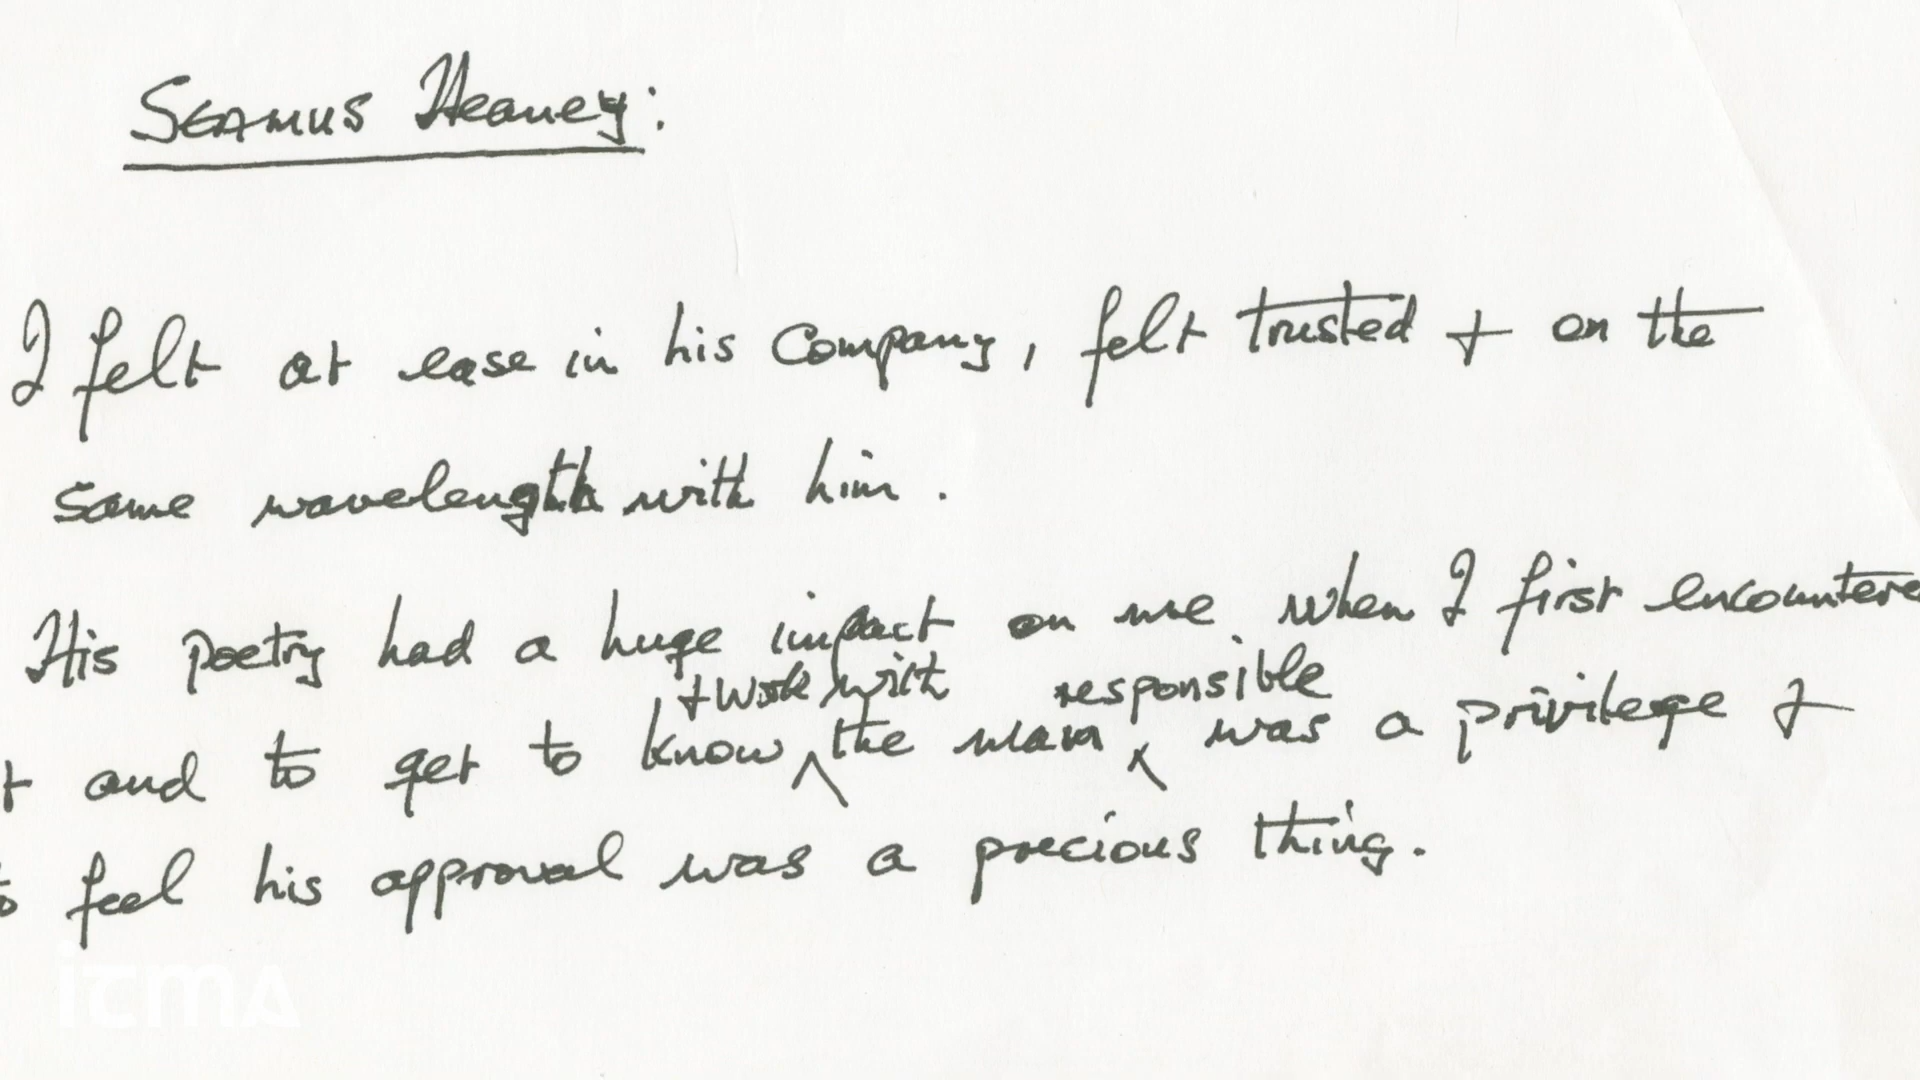 SEAMUS Heaney:
I felt at ease in his Company, felt trusted + on the
same wavelength with him.
His poetry had a huge impact on me when I first encountere
+ work with responsible
t and to get to know ^ the man ^ was a privilege +
to feel his approval was a precious thing.
ITMA